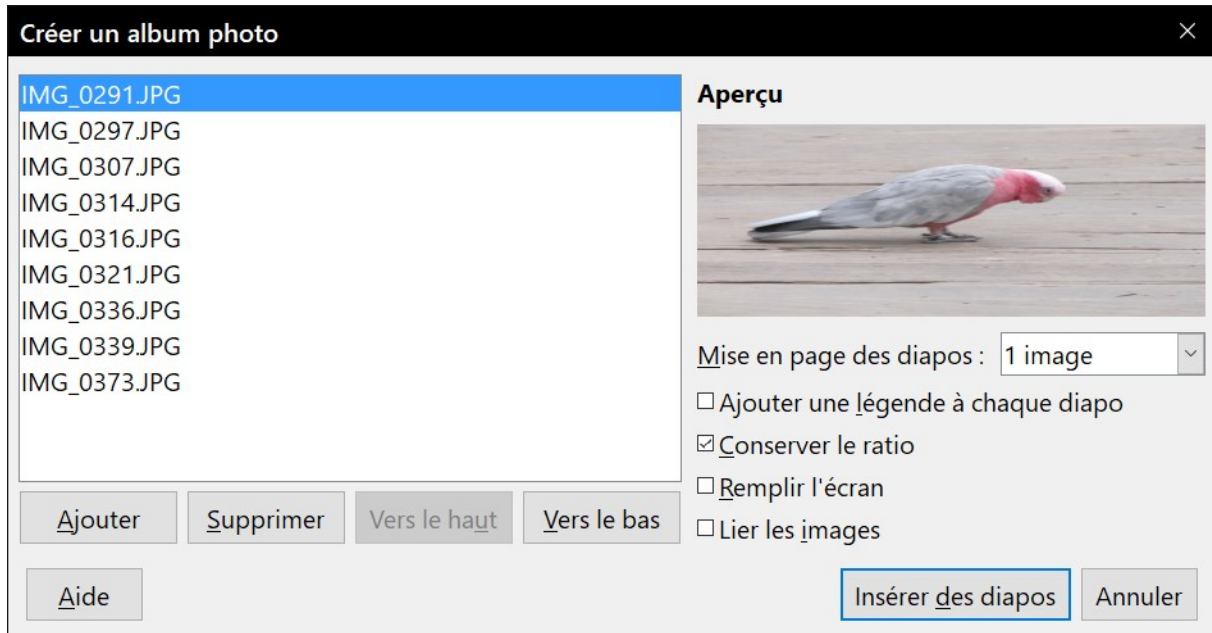 Créer un album photo
IMG_0291.JPG
IMG_0297.JPG
IMG_0307.JPG
IMG_0314.JPG
IMG_0316.JPG
IMG_0321.JPG
IMG_0336.JPG
IMG_0339.JPG
IMG_0373.JPG
Ajouter
Supprimer
Vers le haut
Vers le bas
Aperçu
Mise en page des diapos : 1 image
Ajouter une légende à chaque diapo
Conserver le ratio
Remplir l'écran
Lier les images
Aide
Insérer des diapos
Annuler